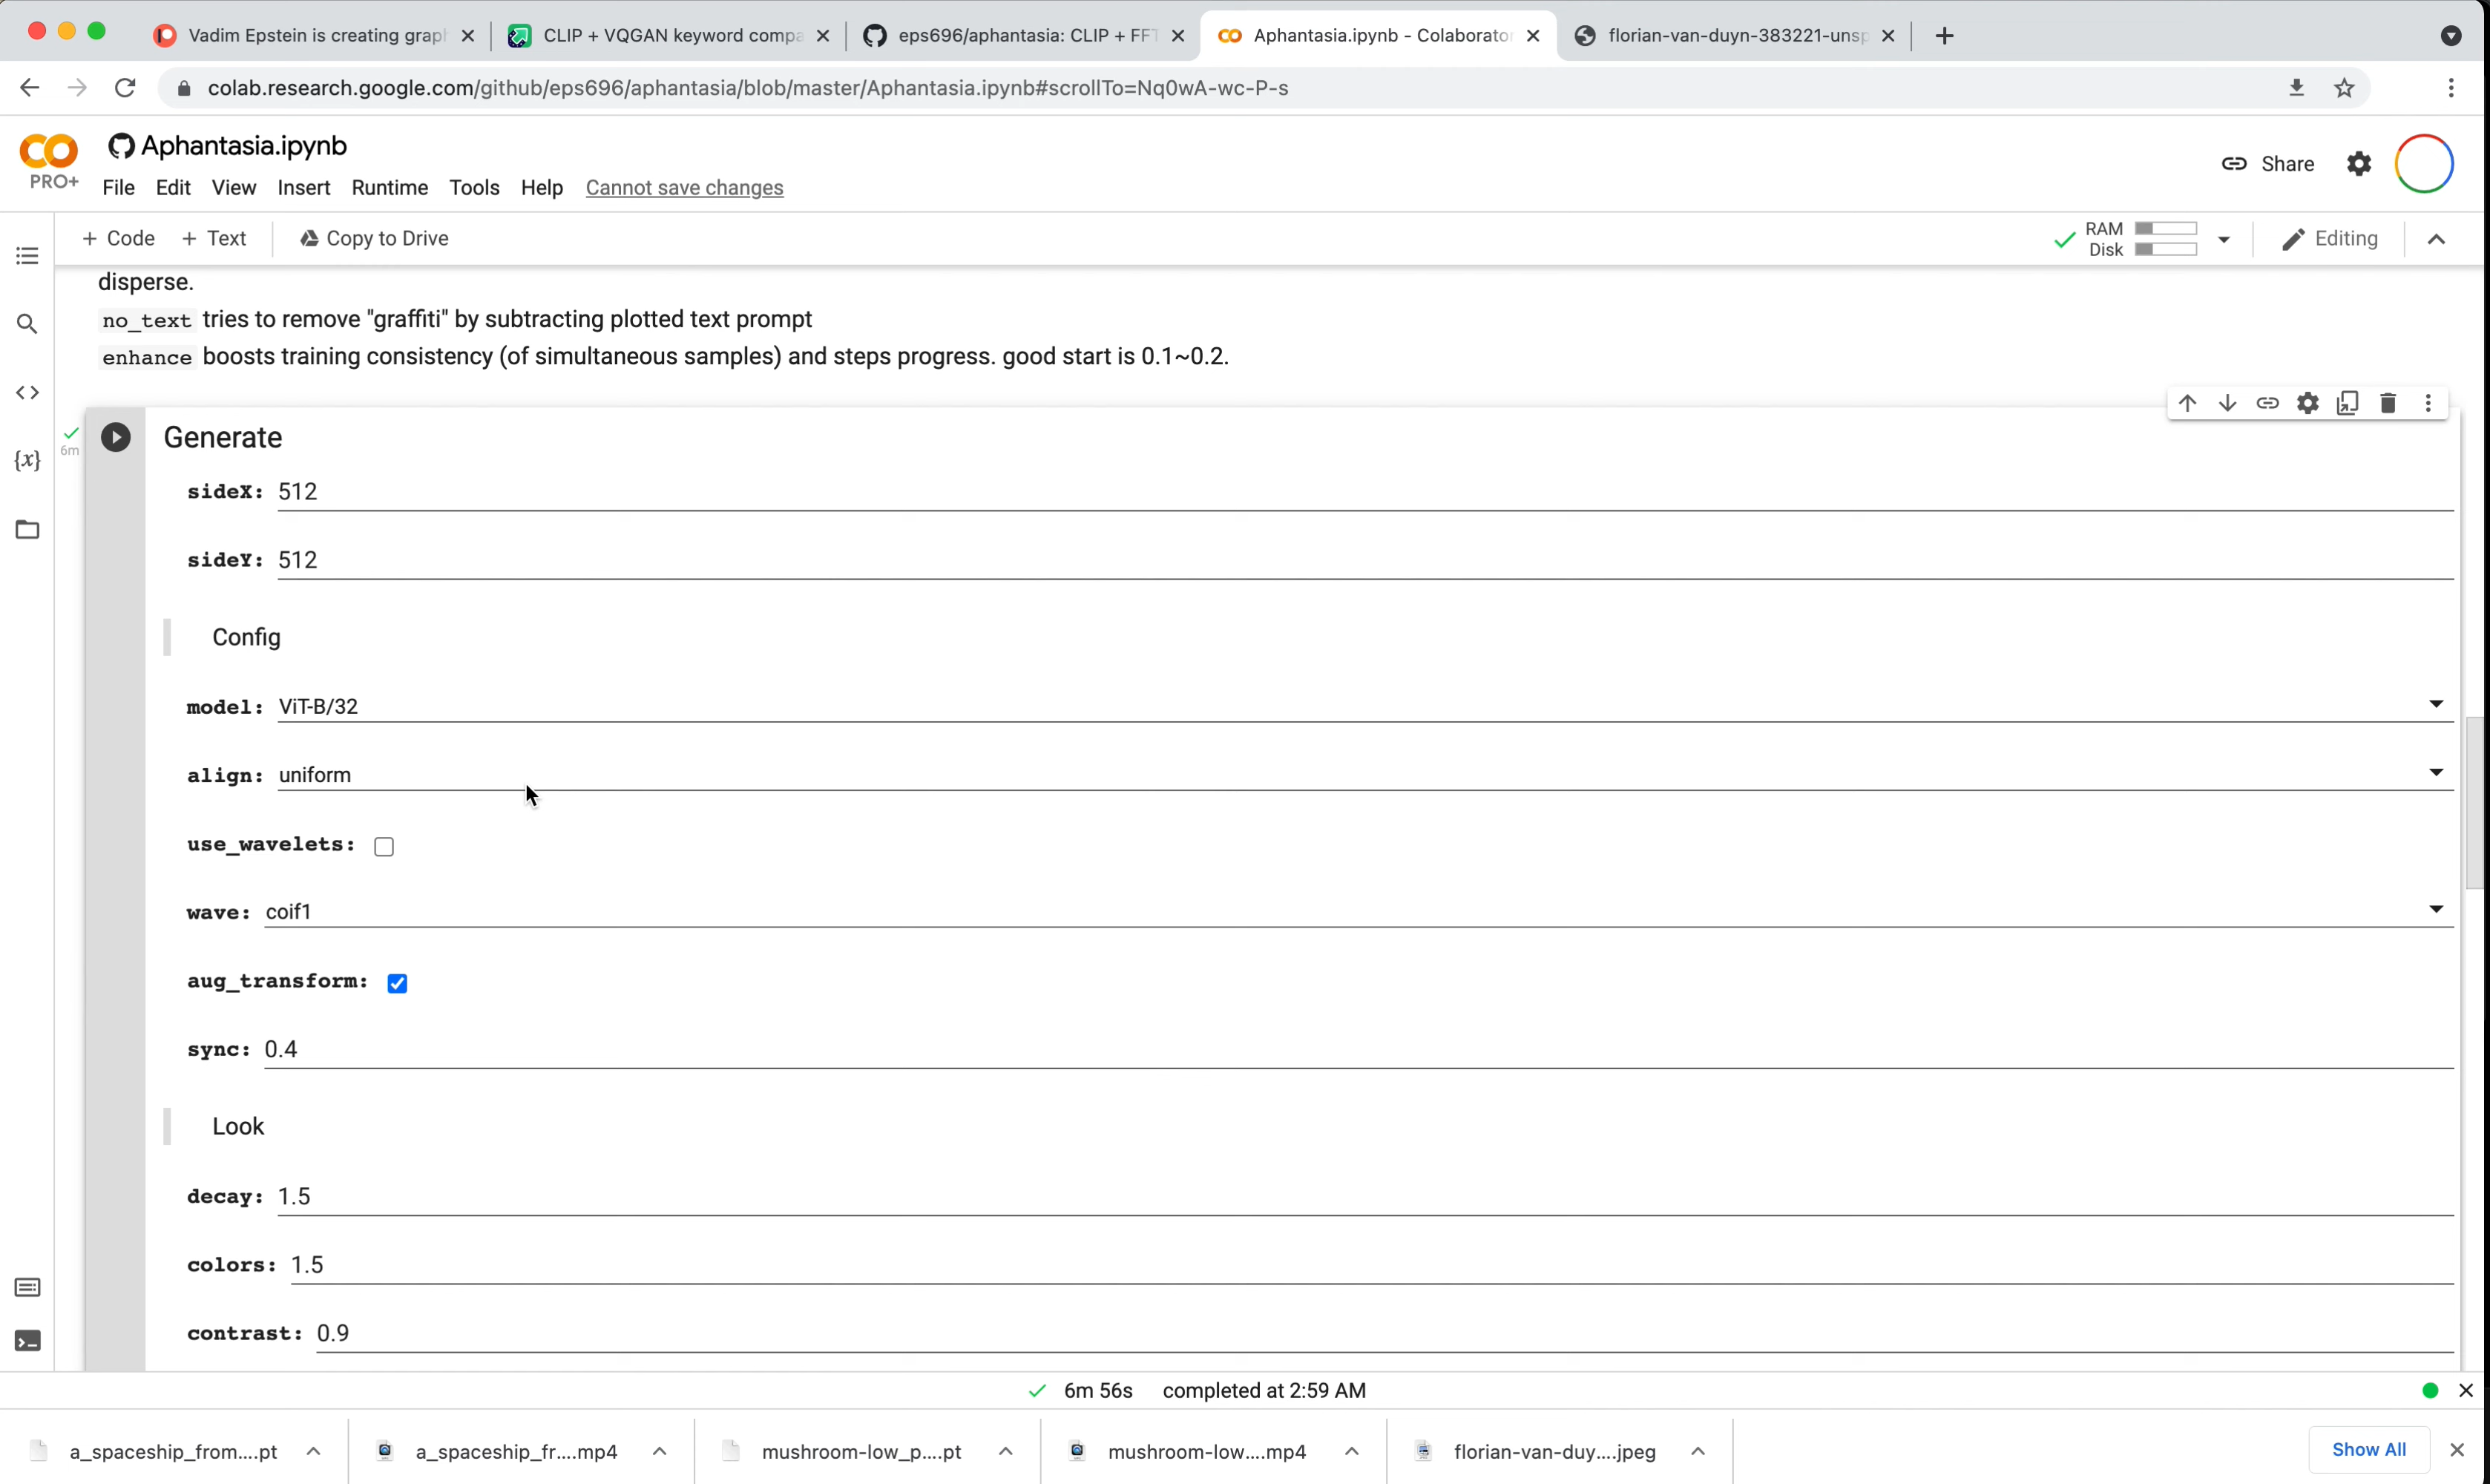 Vadim Epstein is creating grap
CLIP + VQGAN keyword compa
eps696/aphantasia: CLIP + FFT
Aphantasia.ipynb - Colaborator
florian-van-duyn-383221-unsp
colab.research.google.com/github/eps696/aphantasia/blob/master/Aphantasia.ipynb#scrollTo=Nq0wA-wc-P-s
CO
PRO+
Aphantasia.ipynb
File Edit View Insert Runtime Tools Help Cannot save changes
Share
+ Code + Text Copy to Drive
RAM
Disk
Editing
disperse.
no_text tries to remove "graffiti" by subtracting plotted text prompt
enhance boosts training consistency (of simultaneous samples) and steps progress. good start is 0.1~0.2.
{x}
6m
Generate
sideX: 512
sideY: 512
Config
model: ViT-B/32
align: uniform
use_wavelets:
wave: coif1
aug_transform:
sync: 0.4
Look
decay: 1.5
colors: 1.5
contrast: 0.9
6m 56s completed at 2:59 AM
a_spaceship_from....pt
a_spaceship_fr....mp4
mushroom-low_p....pt
mushroom-low....mp4
florian-van-duy....jpeg
Show All